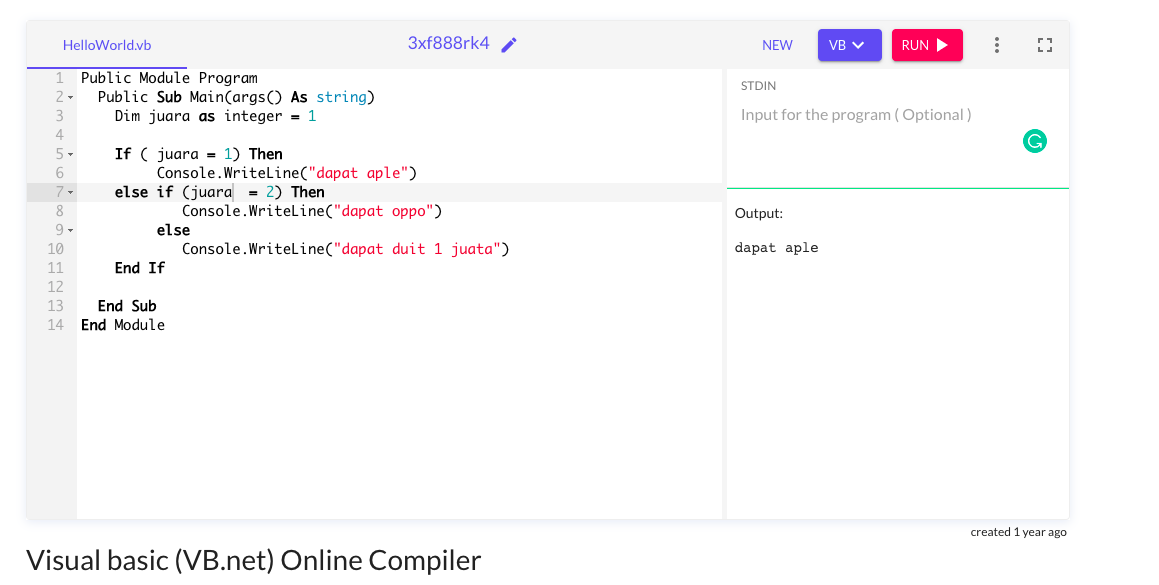 HelloWorld.vb
3xf888rk4
NEW
VB
RUN
1 Public Module Program
2 Public Sub Main(args() As string)
3 Dim juara as integer = 1
4
5 If ( juara = 1) Then
6 Console.WriteLine("dapat aple")
7 else if (juara  = 2) Then
8 Console.WriteLine("dapat oppo")
9 else
10 Console.WriteLine("dapat duit 1 juata")
11 End If
12
13 End Sub
14 End Module
STDIN
Input for the program ( Optional )
Output:
dapat aple
created 1 year ago
Visual basic (VB.net) Online Compiler